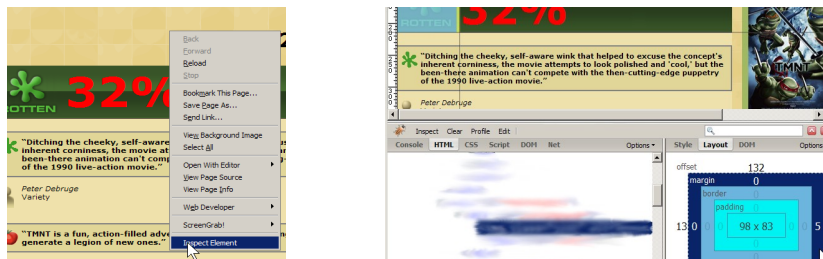 Back
Forward
Reload
Stop
Bookmark This Page...
Save Page As...
Send Link...
View Background Image
Select All
Open With Editor
View Page Source
View Page Info
Web Developer
ScreenGrab!
Inspect Element
2
32%
ROTTEN
"Ditching the cheeky, self-aware
inherent corniness, the movie at
been-there animation can't comp
of the 1990 live-action movie."
Peter Debruge
Variety
"TMNT is a fun, action-filled adv
generate a legion of new ones."
ROTTEN
32%
"Ditching the cheeky, self-aware wink that helped to excuse the concept's
inherent corniness, the movie attempts to look polished and 'cool,' but the
been-there animation can't compete with the then-cutting-edge puppetry
of the 1990 live-action movie."
Peter Debruge
TMNT
Inspect Clear Profile Edit
Console HTML CSS Script DOM Net Options
Style Layout DOM Options
offset 132
margin 0
border
padding
13 0 0 0 98 x 83 0 0 0 5
0